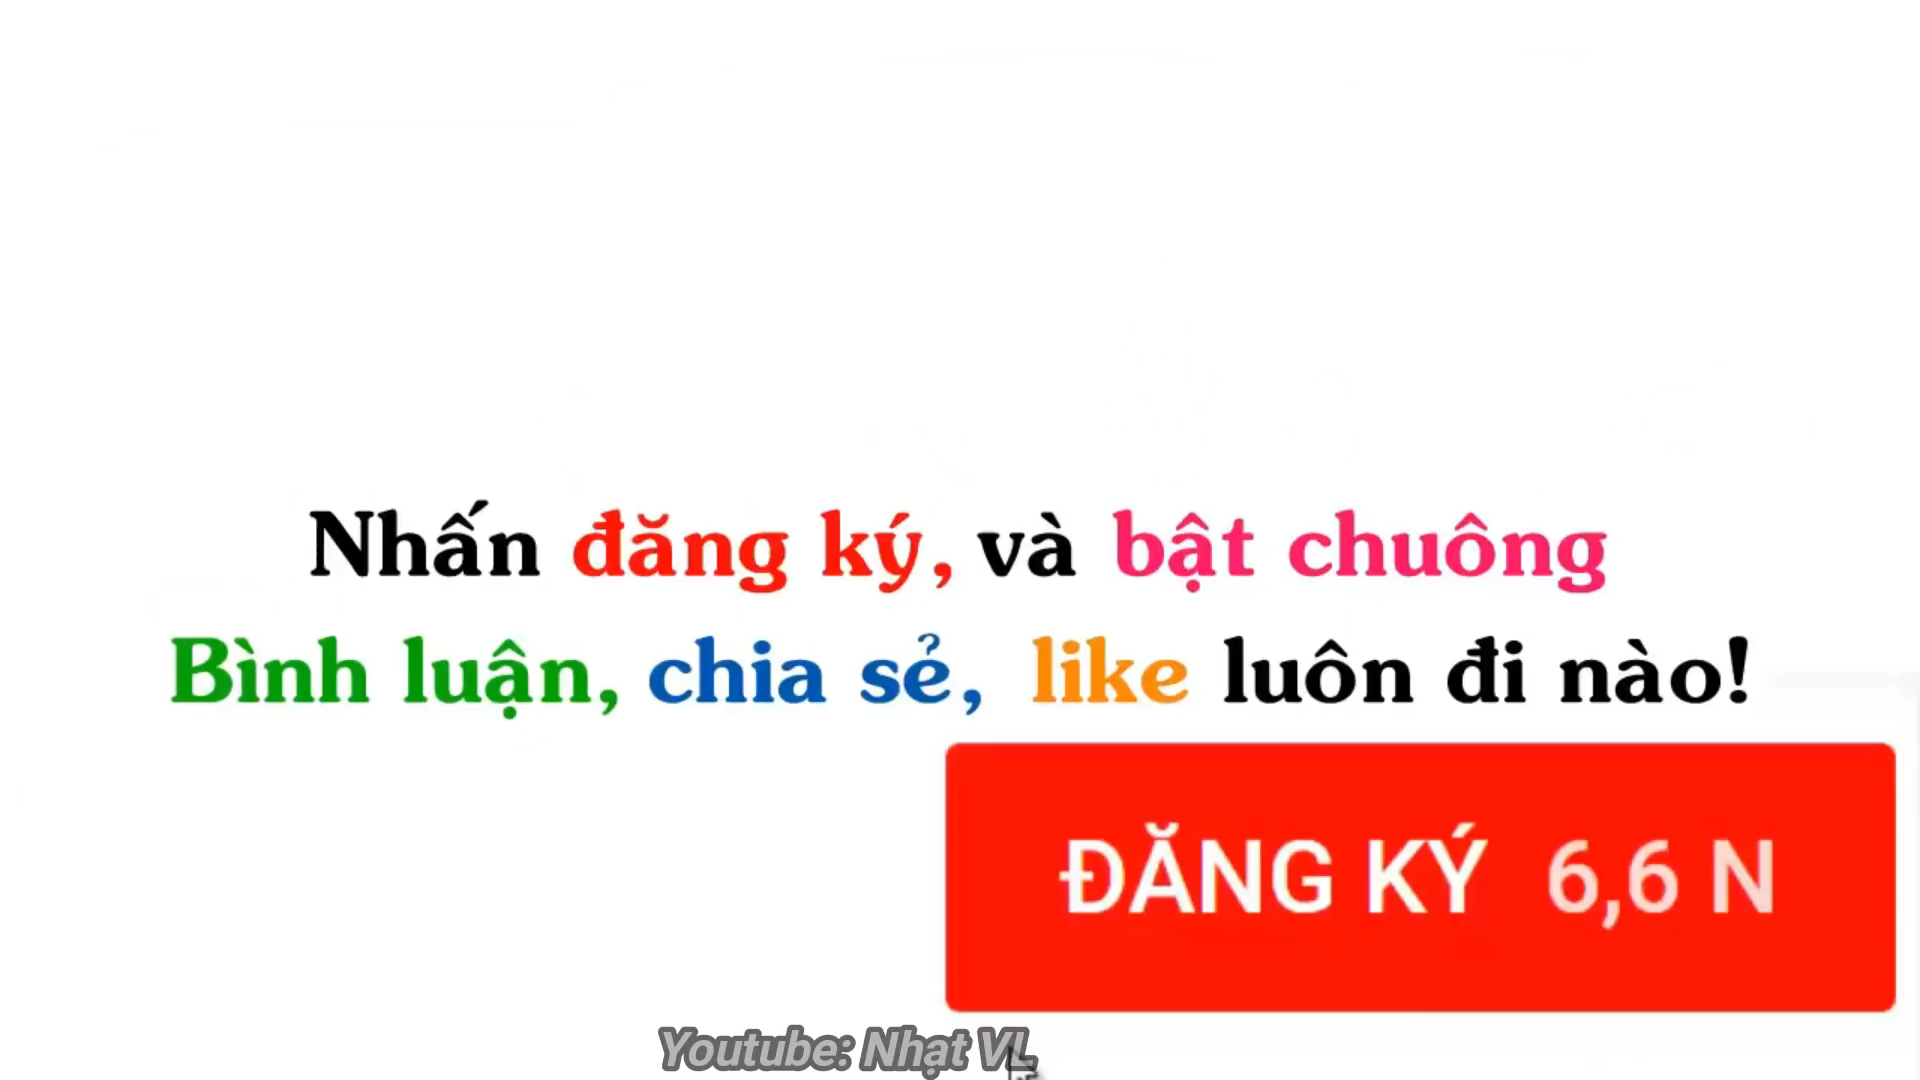 Nhấn đăng ký, và bật chuông
Bình luận, chia sẻ, like luôn đi nào!
ĐĂNG KÝ 6,6 N
Youtube: Nhạt VL